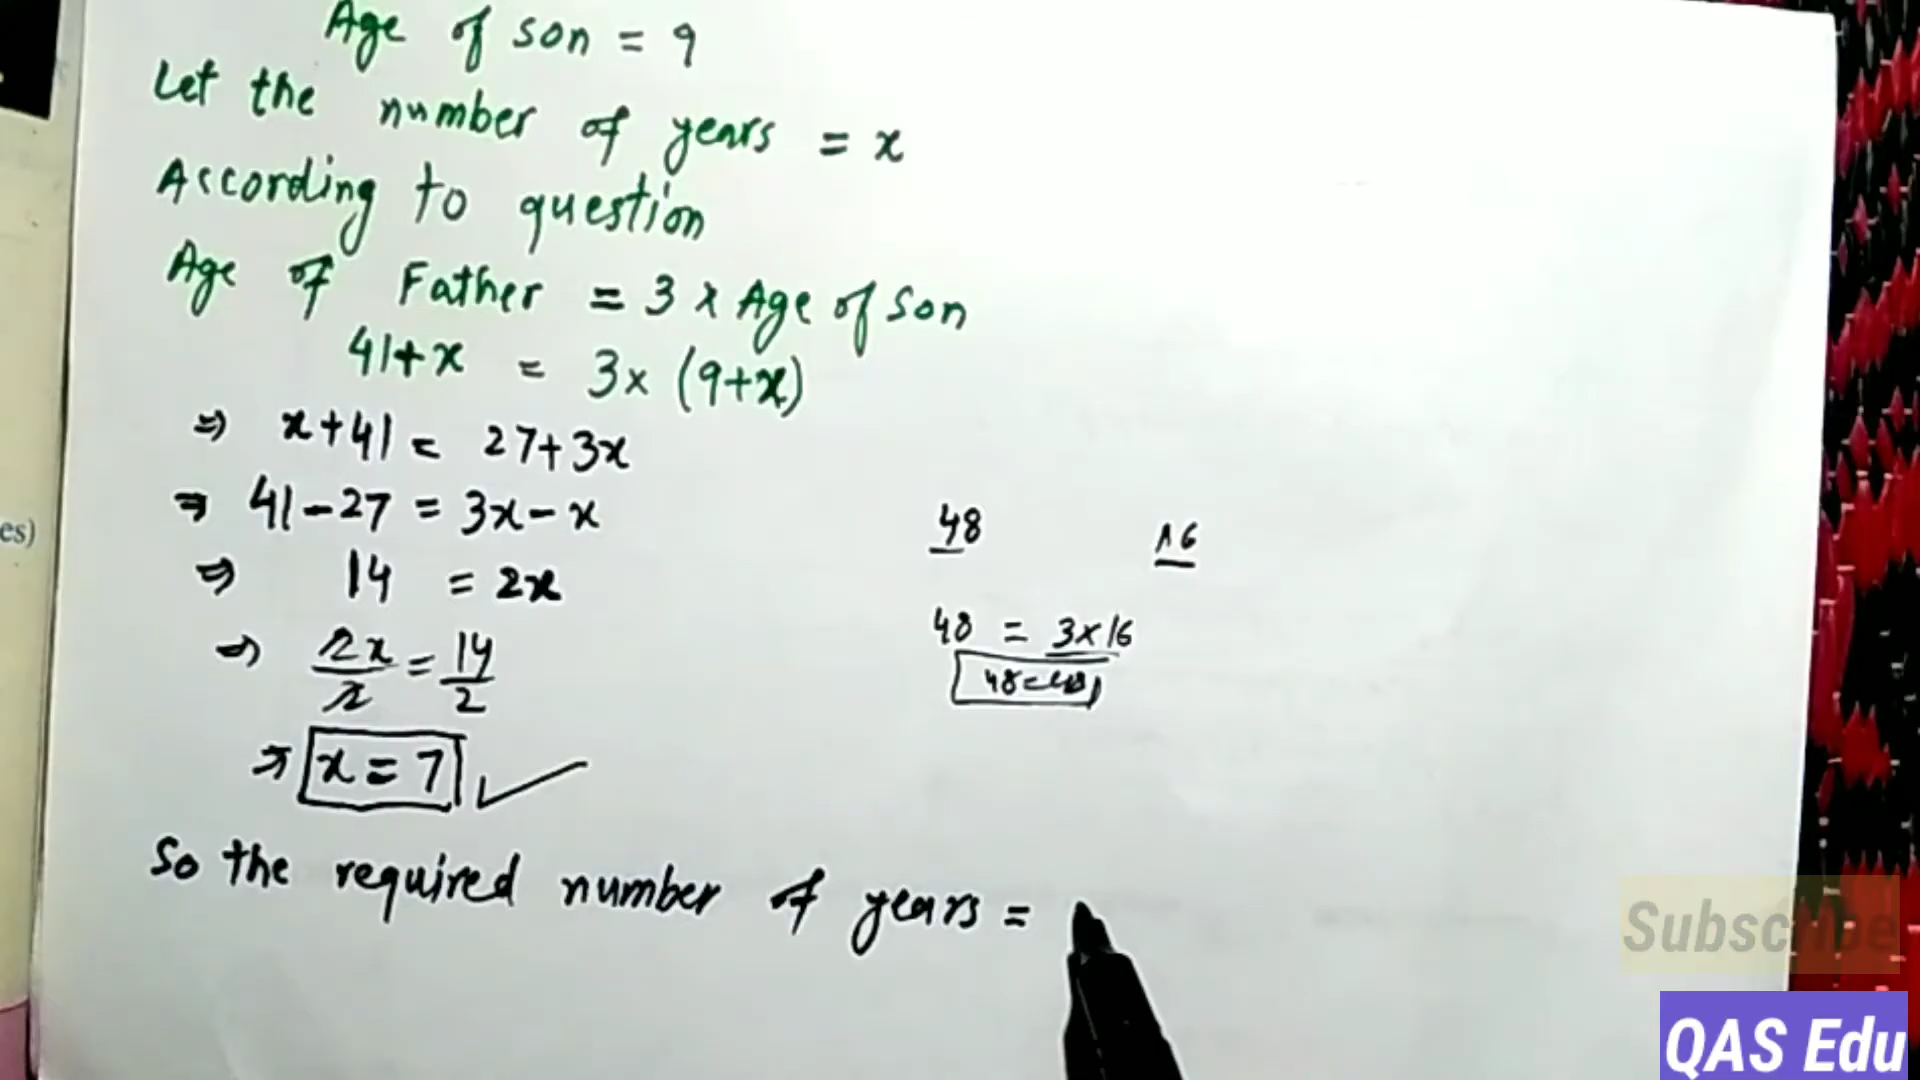 Age of son = 9
Let the number of years = x
According to question
Age of Father = 3 x Age of son
41+x = 3x (9+x)
⇒ x+41 = 27+3x
⇒ 41-27 = 3x-x
⇒ 14 = 2x
⇒ 2x/2 = 14/2
⇒ x = 7 ✓
So the required number of years =
48 16
48 = 3x16
48=48
es)
Subscribe
QAS Edu